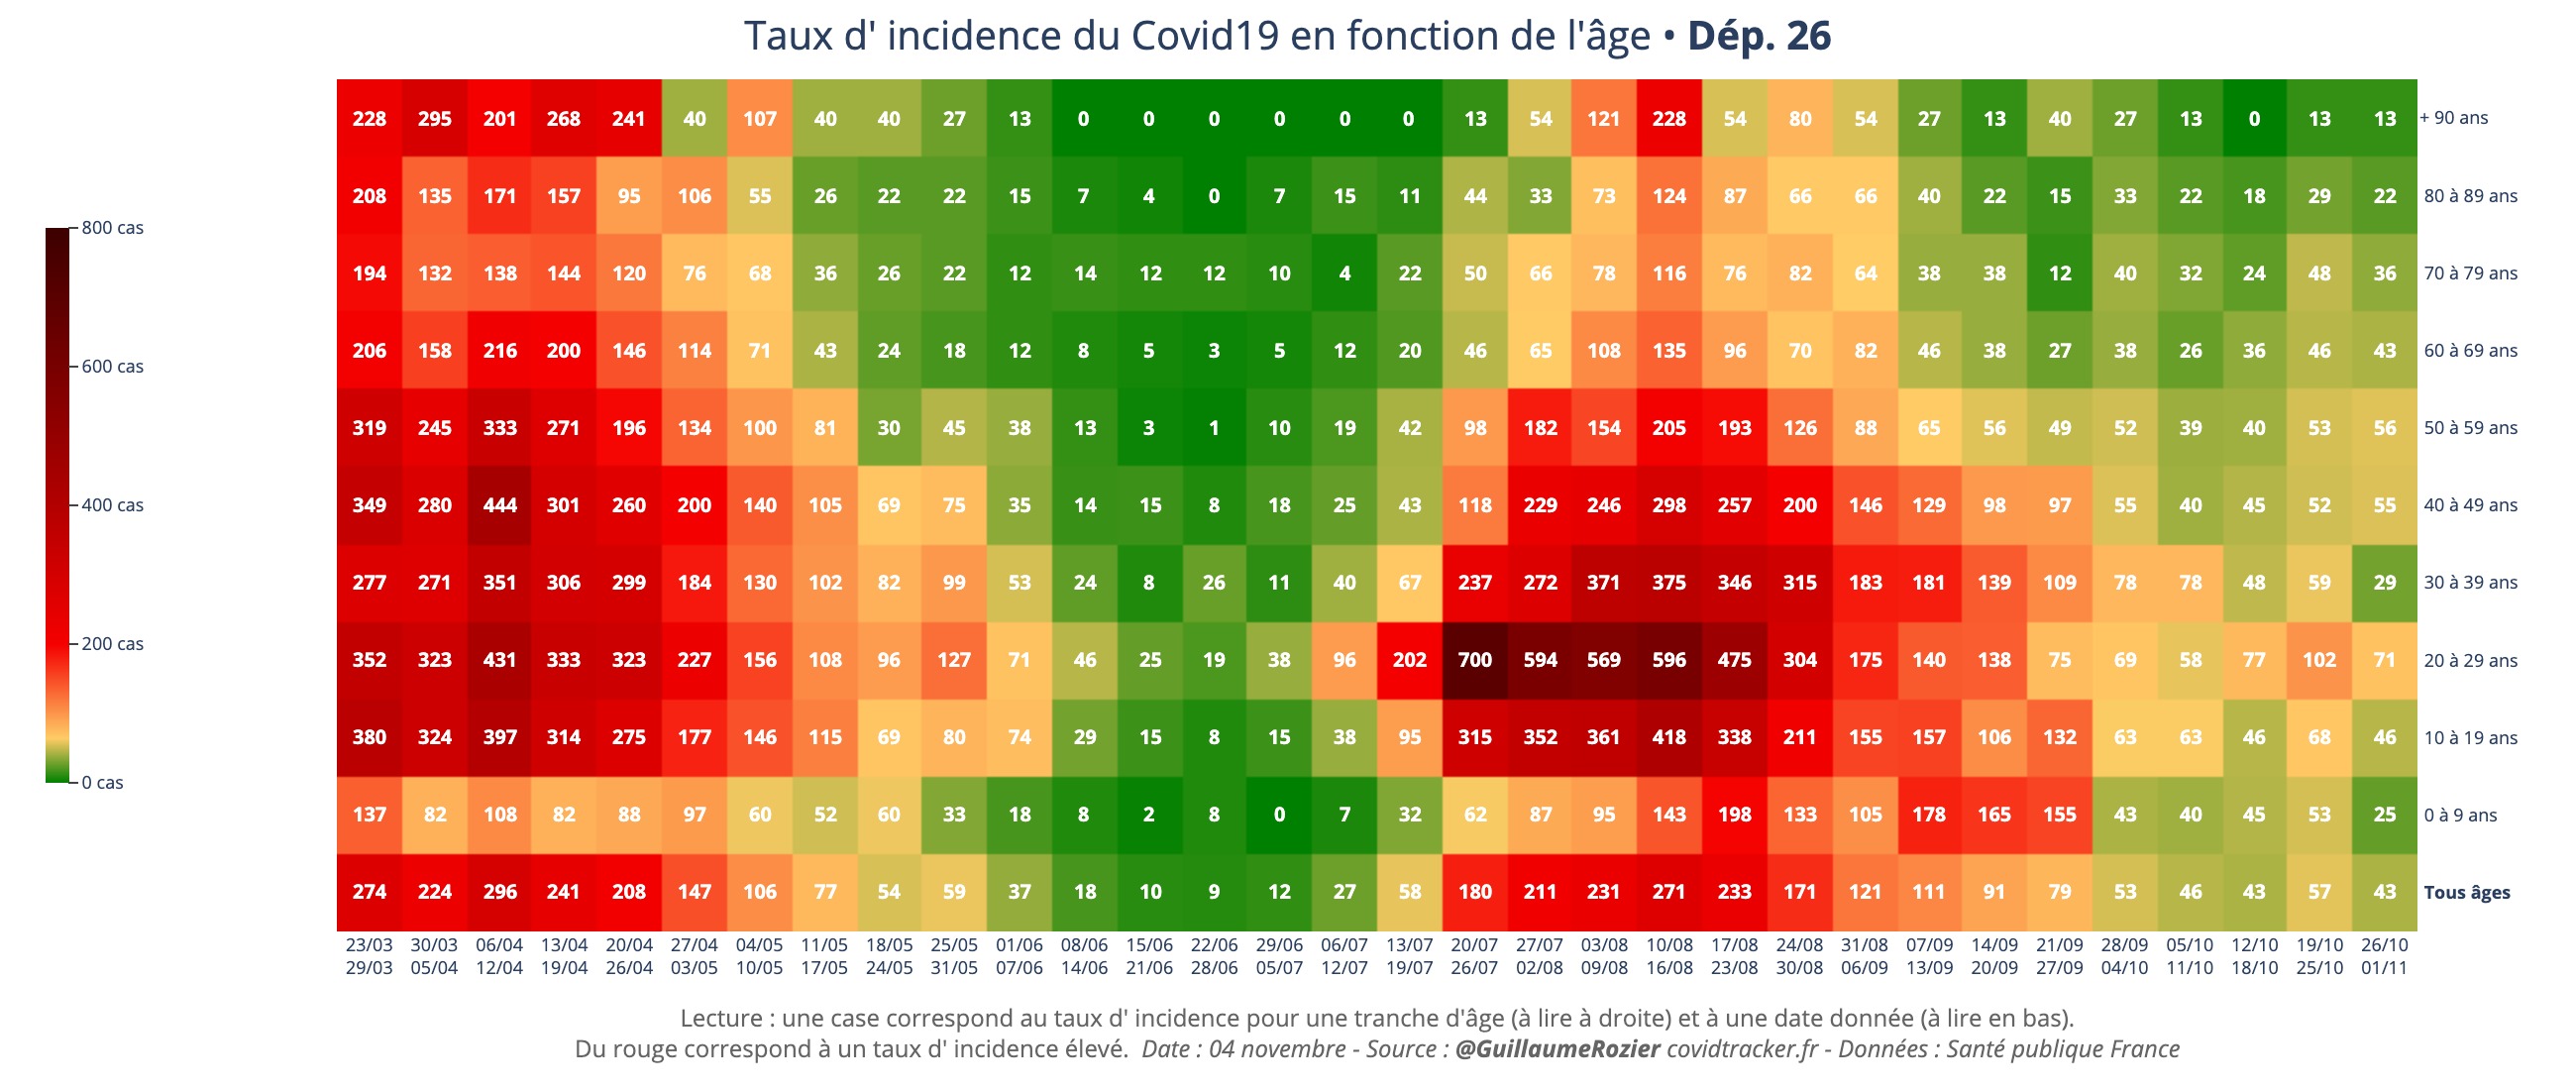 Taux d' incidence du Covid19 en fonction de l'âge • Dép. 26
800 cas
600 cas
400 cas
200 cas
0 cas
228 295 201 268 241 40 107 40 40 27 13 0 0 0 0 0 0 13 54 121 228 54 80 54 27 13 40 27 13 0 13 13 + 90 ans
208 135 171 157 95 106 55 26 22 22 15 7 4 0 7 15 11 44 33 73 124 87 66 66 40 22 15 33 22 18 29 22 80 à 89 ans
194 132 138 144 120 76 68 36 26 22 12 14 12 12 10 4 22 50 66 78 116 76 82 64 38 38 12 40 32 24 48 36 70 à 79 ans
206 158 216 200 146 114 71 43 24 18 12 8 5 3 5 12 20 46 65 108 135 96 70 82 46 38 27 38 26 36 46 43 60 à 69 ans
319 245 333 271 196 134 100 81 30 45 38 13 3 1 10 19 42 98 182 154 205 193 126 88 65 56 49 52 39 40 53 56 50 à 59 ans
349 280 444 301 260 200 140 105 69 75 35 14 15 8 18 25 43 118 229 246 298 257 200 146 129 98 97 55 40 45 52 55 40 à 49 ans
277 271 351 306 299 184 130 102 82 99 53 24 8 26 11 40 67 237 272 371 375 346 315 183 181 139 109 78 78 48 59 29 30 à 39 ans
352 323 431 333 323 227 156 108 96 127 71 46 25 19 38 96 202 700 594 569 596 475 304 175 140 138 75 69 58 77 102 71 20 à 29 ans
380 324 397 314 275 177 146 115 69 80 74 29 15 8 15 38 95 315 352 361 418 338 211 155 157 106 132 63 63 46 68 46 10 à 19 ans
137 82 108 82 88 97 60 52 60 33 18 8 2 8 0 7 32 62 87 95 143 198 133 105 178 165 155 43 40 45 53 25 0 à 9 ans
274 224 296 241 208 147 106 77 54 59 37 18 10 9 12 27 58 180 211 231 271 233 171 121 111 91 79 53 46 43 57 43 Tous âges
23/03 30/03 06/04 13/04 20/04 27/04 04/05 11/05 18/05 25/05 01/06 08/06 15/06 22/06 29/06 06/07 13/07 20/07 27/07 03/08 10/08 17/08 24/08 31/08 07/09 14/09 21/09 28/09 05/10 12/10 19/10 26/10
29/03 05/04 12/04 19/04 26/04 03/05 10/05 17/05 24/05 31/05 07/06 14/06 21/06 28/06 05/07 12/07 19/07 26/07 02/08 09/08 16/08 23/08 30/08 06/09 13/09 20/09 27/09 04/10 11/10 18/10 25/10 01/11
Lecture : une case correspond au taux d' incidence pour une tranche d'âge (à lire à droite) et à une date donnée (à lire en bas).
Du rouge correspond à un taux d' incidence élevé. Date : 04 novembre - Source : @GuillaumeRozier covidtracker.fr - Données : Santé publique France